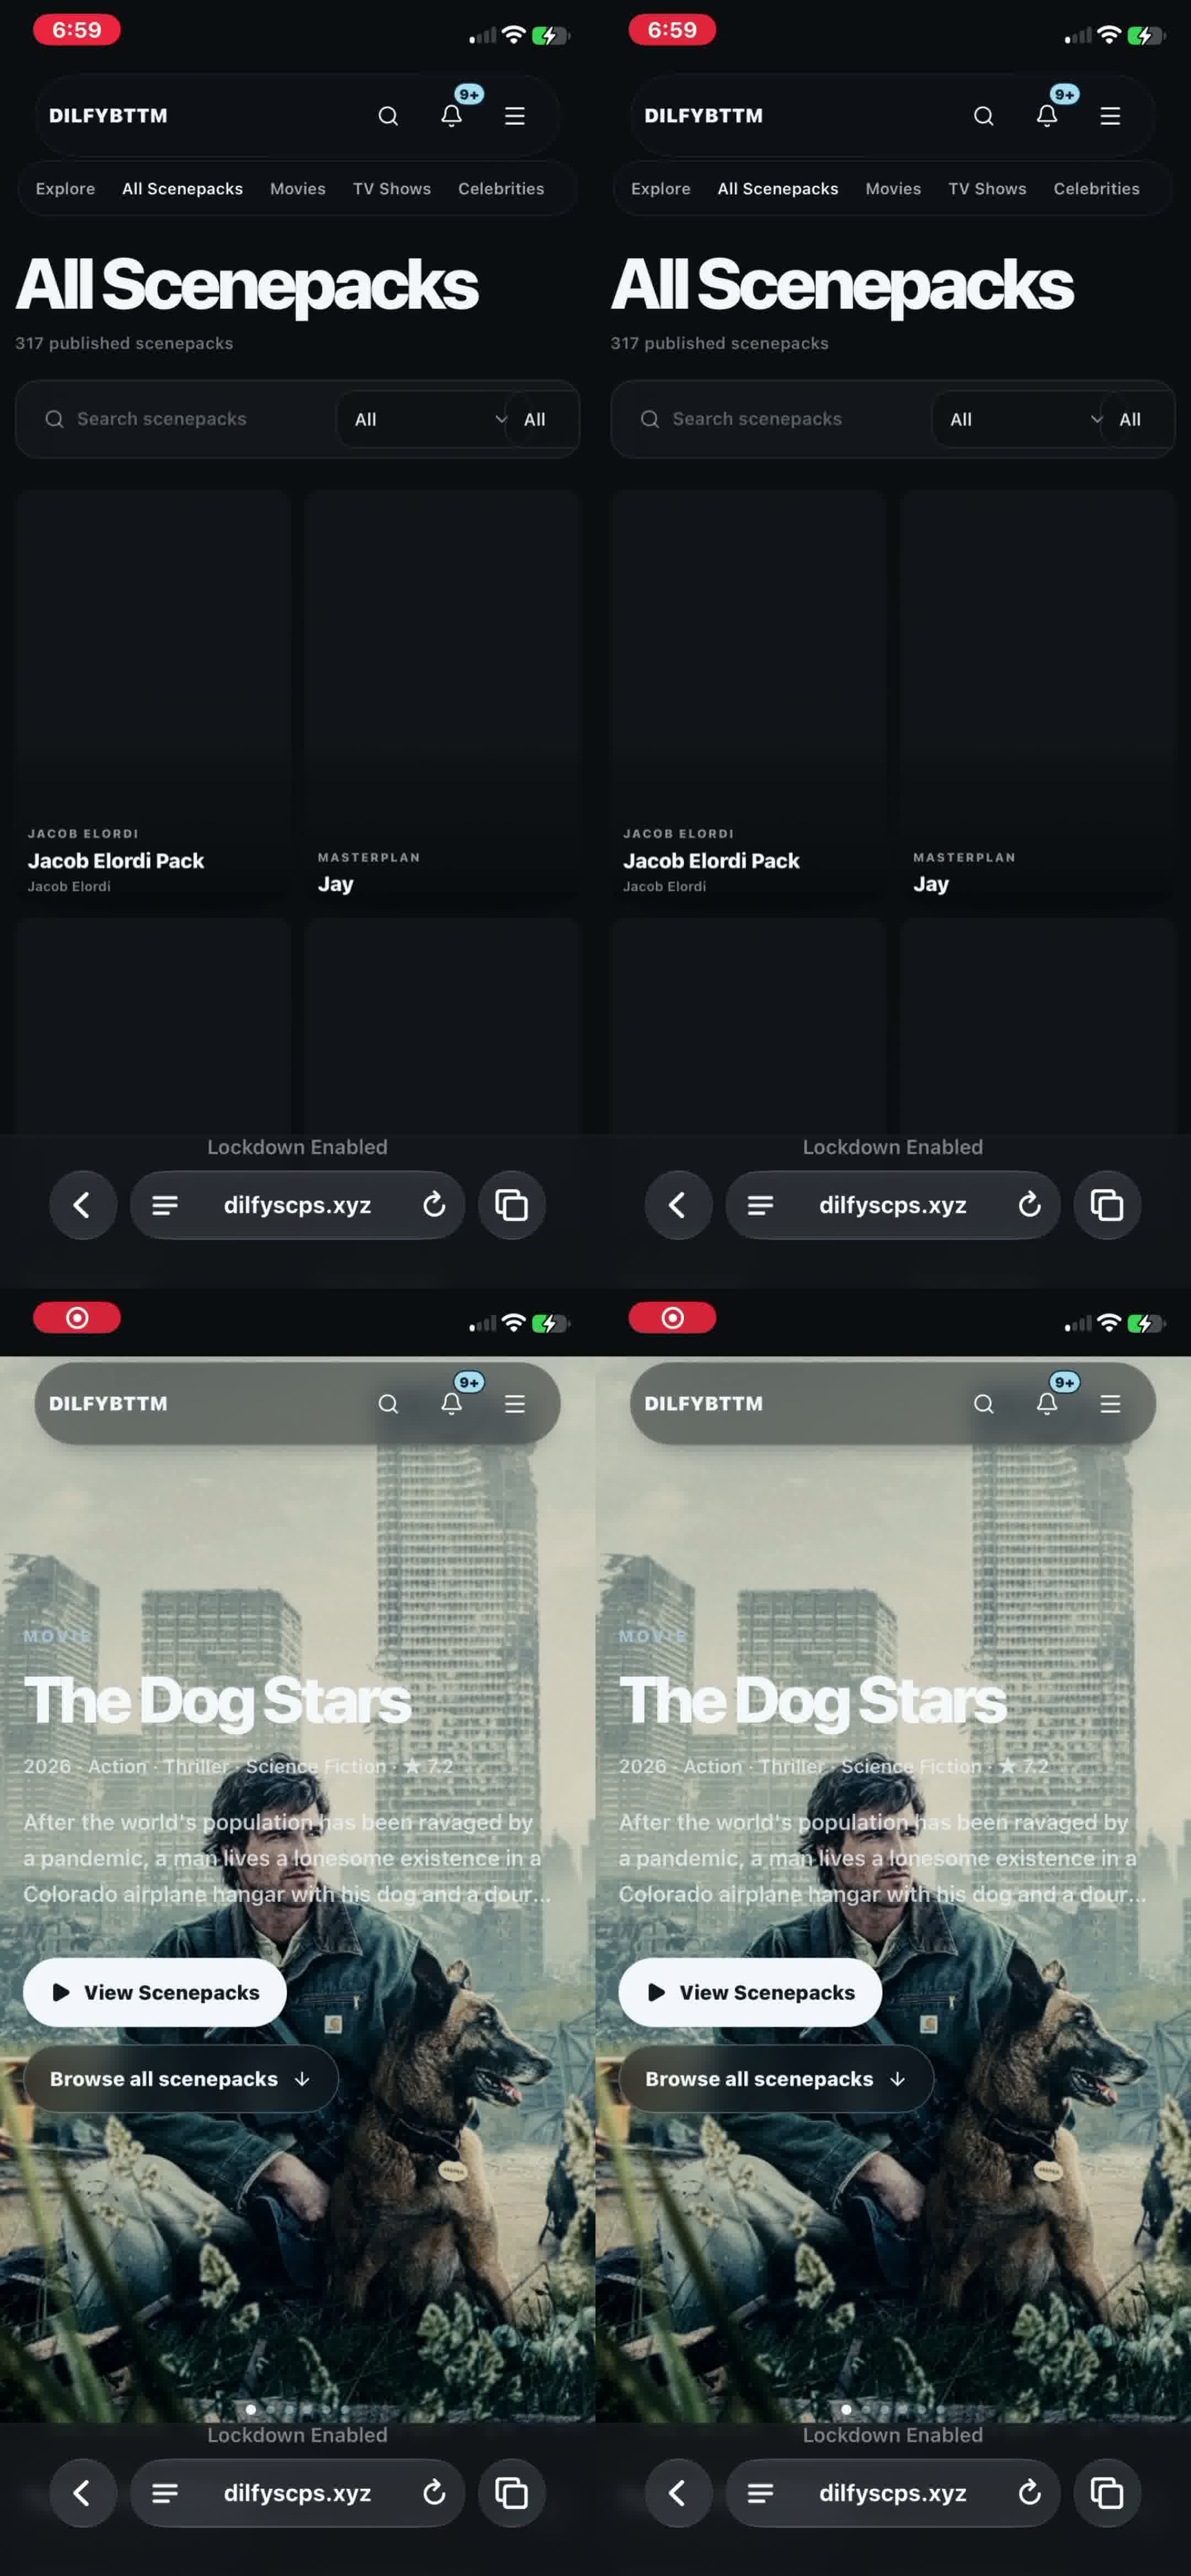 6:59
DILFYBTTM
9+
Explore All Scenepacks Movies TV Shows Celebrities
All Scenepacks
317 published scenepacks
Search scenepacks All All
JACOB ELORDI
Jacob Elordi Pack
Jacob Elordi
MASTERPLAN
Jay
Lockdown Enabled
dilfyscps.xyz
6:59
DILFYBTTM
9+
Explore All Scenepacks Movies TV Shows Celebrities
All Scenepacks
317 published scenepacks
Search scenepacks All All
JACOB ELORDI
Jacob Elordi Pack
Jacob Elordi
MASTERPLAN
Jay
Lockdown Enabled
dilfyscps.xyz
DILFYBTTM
9+
MOVIE
The Dog Stars
2026 · Action · Thriller · Science Fiction · ★ 7.2
After the world's population has been ravaged by
a pandemic, a man lives a lonesome existence in a
Colorado airplane hangar with his dog and a dour...
View Scenepacks
Browse all scenepacks ↓
JASPER
Lockdown Enabled
dilfyscps.xyz
DILFYBTTM
9+
MOVIE
The Dog Stars
2026 · Action · Thriller · Science Fiction · ★ 7.2
After the world's population has been ravaged by
a pandemic, a man lives a lonesome existence in a
Colorado airplane hangar with his dog and a dour...
View Scenepacks
Browse all scenepacks ↓
JASPER
Lockdown Enabled
dilfyscps.xyz